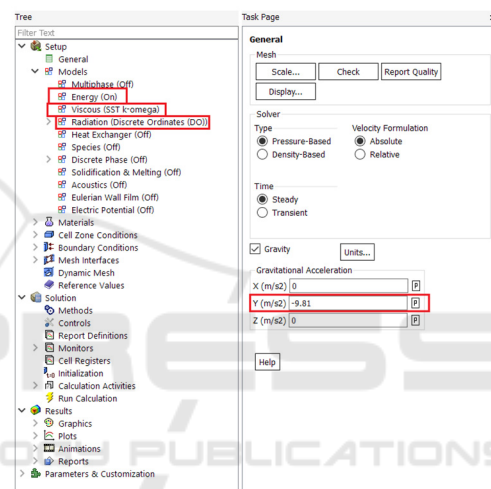 Tree
Filter Text
Setup
General
Models
Multiphase (Off)
Energy (On)
Viscous (SST k-omega)
Radiation (Discrete Ordinates (DO))
Heat Exchanger (Off)
Species (Off)
Discrete Phase (Off)
Solidification & Melting (Off)
Acoustics (Off)
Eulerian Wall Film (Off)
Electric Potential (Off)
Materials
Cell Zone Conditions
Boundary Conditions
Mesh Interfaces
Dynamic Mesh
Reference Values
Solution
Methods
Controls
Report Definitions
Monitors
Cell Registers
Initialization
Calculation Activities
Run Calculation
Results
Graphics
Plots
Animations
Reports
Parameters & Customization
Task Page
General
Mesh
Scale... Check Report Quality
Display...
Solver
Type Velocity Formulation
Pressure-Based Absolute
Density-Based Relative
Time
Steady
Transient
Gravity Units...
Gravitational Acceleration
X (m/s2) 0 P
Y (m/s2) -9.81 P
Z (m/s2) 0 P
Help
PRESS
PUBLICATIONS